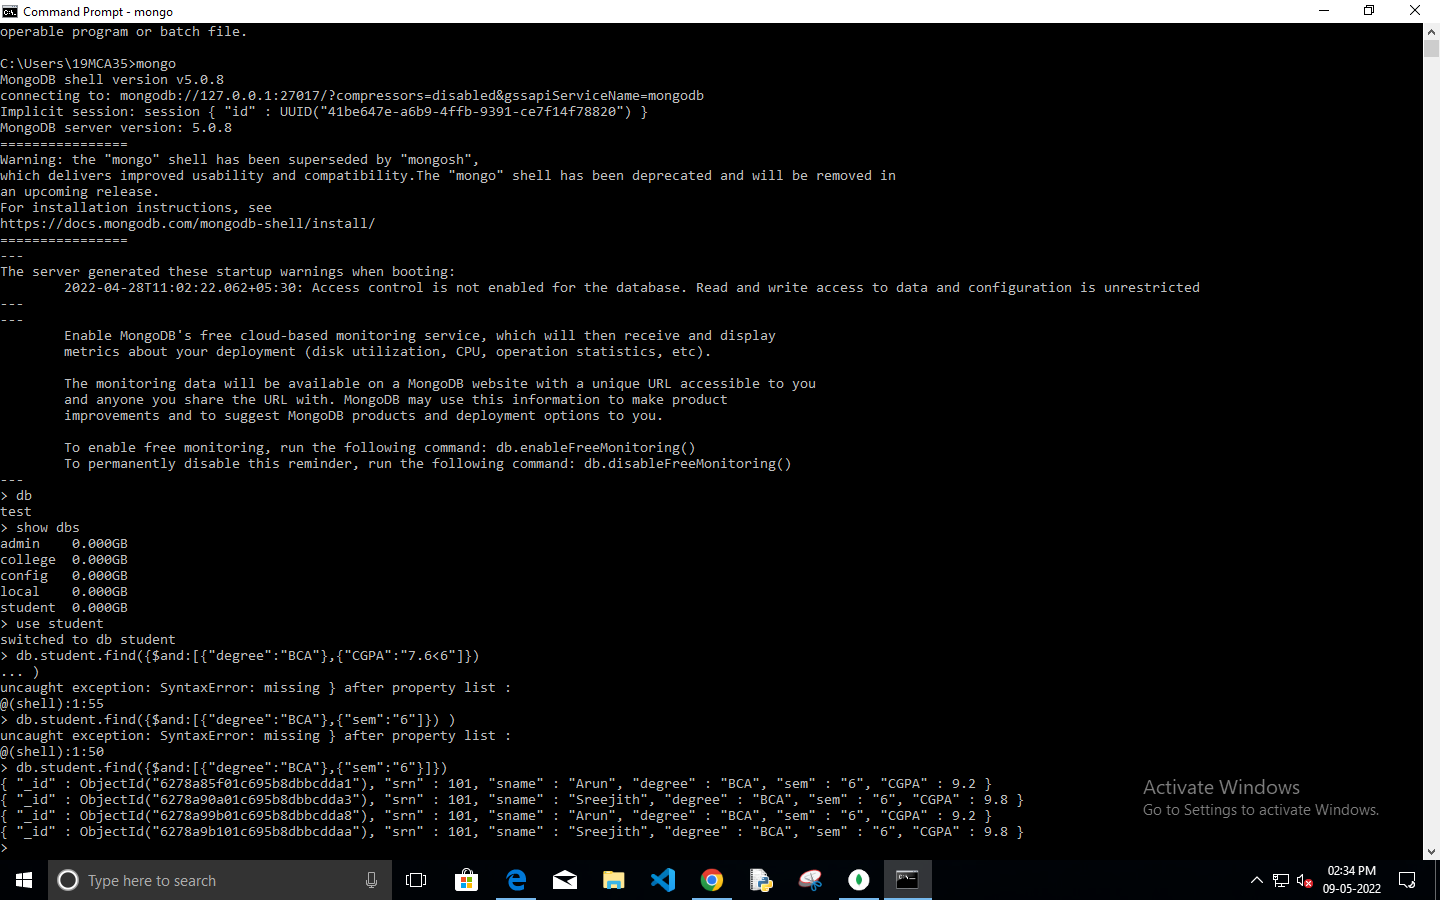 Command Prompt - mongo
operable program or batch file.
C:\Users\19MCA35>mongo
MongoDB shell version v5.0.8
connecting to: mongodb://127.0.0.1:27017/?compressors=disabled&gssapiServiceName=mongodb
Implicit session: session { "id" : UUID("41be647e-a6b9-4ffb-9391-ce7f14f78820") }
MongoDB server version: 5.0.8
================
Warning: the "mongo" shell has been superseded by "mongosh",
which delivers improved usability and compatibility.The "mongo" shell has been deprecated and will be removed in
an upcoming release.
For installation instructions, see
https://docs.mongodb.com/mongodb-shell/install/
================
---
The server generated these startup warnings when booting:
        2022-04-28T11:02:22.062+05:30: Access control is not enabled for the database. Read and write access to data and configuration is unrestricted
---
---
        Enable MongoDB's free cloud-based monitoring service, which will then receive and display
        metrics about your deployment (disk utilization, CPU, operation statistics, etc).
        The monitoring data will be available on a MongoDB website with a unique URL accessible to you
        and anyone you share the URL with. MongoDB may use this information to make product
        improvements and to suggest MongoDB products and deployment options to you.
        To enable free monitoring, run the following command: db.enableFreeMonitoring()
        To permanently disable this reminder, run the following command: db.disableFreeMonitoring()
---
> db
test
> show dbs
admin    0.000GB
college  0.000GB
config   0.000GB
local    0.000GB
student  0.000GB
> use student
switched to db student
> db.student.find({$and:[{"degree":"BCA"},{"CGPA":"7.6<6"]})
... )
uncaught exception: SyntaxError: missing } after property list :
@(shell):1:55
> db.student.find({$and:[{"degree":"BCA"},{"sem":"6"]}) )
uncaught exception: SyntaxError: missing } after property list :
@(shell):1:50
> db.student.find({$and:[{"degree":"BCA"},{"sem":"6"}]})
{ "_id" : ObjectId("6278a85f01c695b8dbbcdda1"), "srn" : 101, "sname" : "Arun", "degree" : "BCA", "sem" : "6", "CGPA" : 9.2 }
{ "_id" : ObjectId("6278a90a01c695b8dbbcdda3"), "srn" : 101, "sname" : "Sreejith", "degree" : "BCA", "sem" : "6", "CGPA" : 9.8 }
{ "_id" : ObjectId("6278a99b01c695b8dbbcdda8"), "srn" : 101, "sname" : "Arun", "degree" : "BCA", "sem" : "6", "CGPA" : 9.2 }
{ "_id" : ObjectId("6278a9b101c695b8dbbcddaa"), "srn" : 101, "sname" : "Sreejith", "degree" : "BCA", "sem" : "6", "CGPA" : 9.8 }
>
Activate Windows
Go to Settings to activate Windows.
Type here to search
02:34 PM
09-05-2022